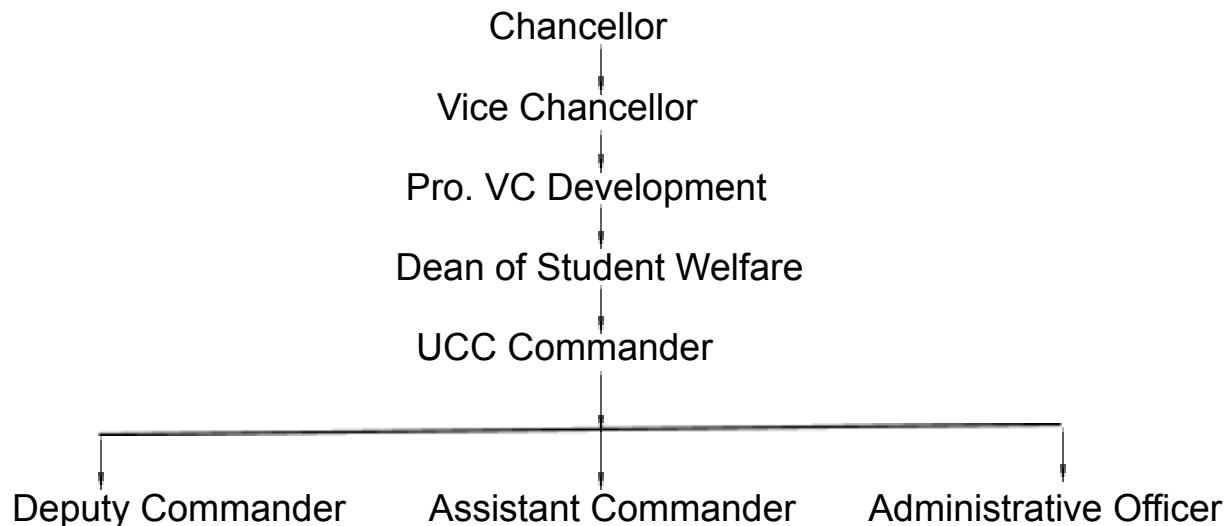 Chancellor
Vice Chancellor
Pro. VC Development
Dean of Student Welfare
UCC Commander
Deputy Commander Assistant Commander Administrative Officer